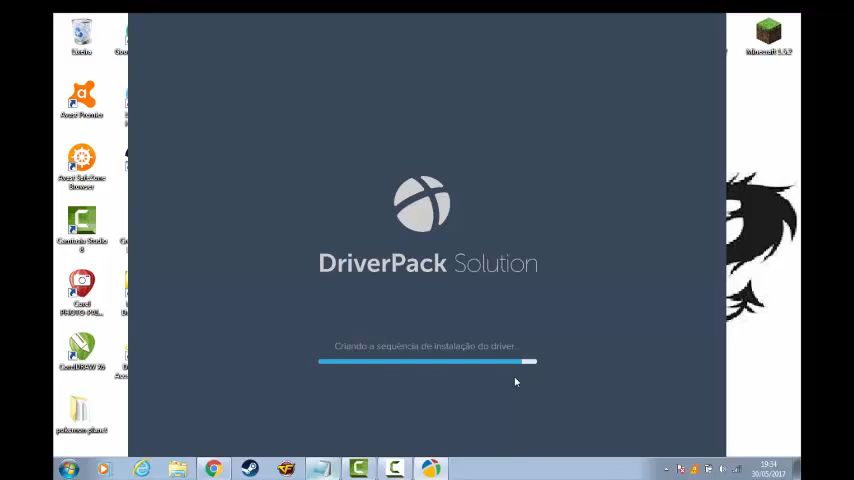 Lixeira
Goo
Minecraft 1.5.2
Avast Premier
Avast SafeZone
Browser
Camtasia Studio
8
Corel
PHOTO-PAI...
CorelDRAW X6
pokemon planet
DriverPack Solution
Criando a sequência de instalação do driver.
19:34
30/05/2017